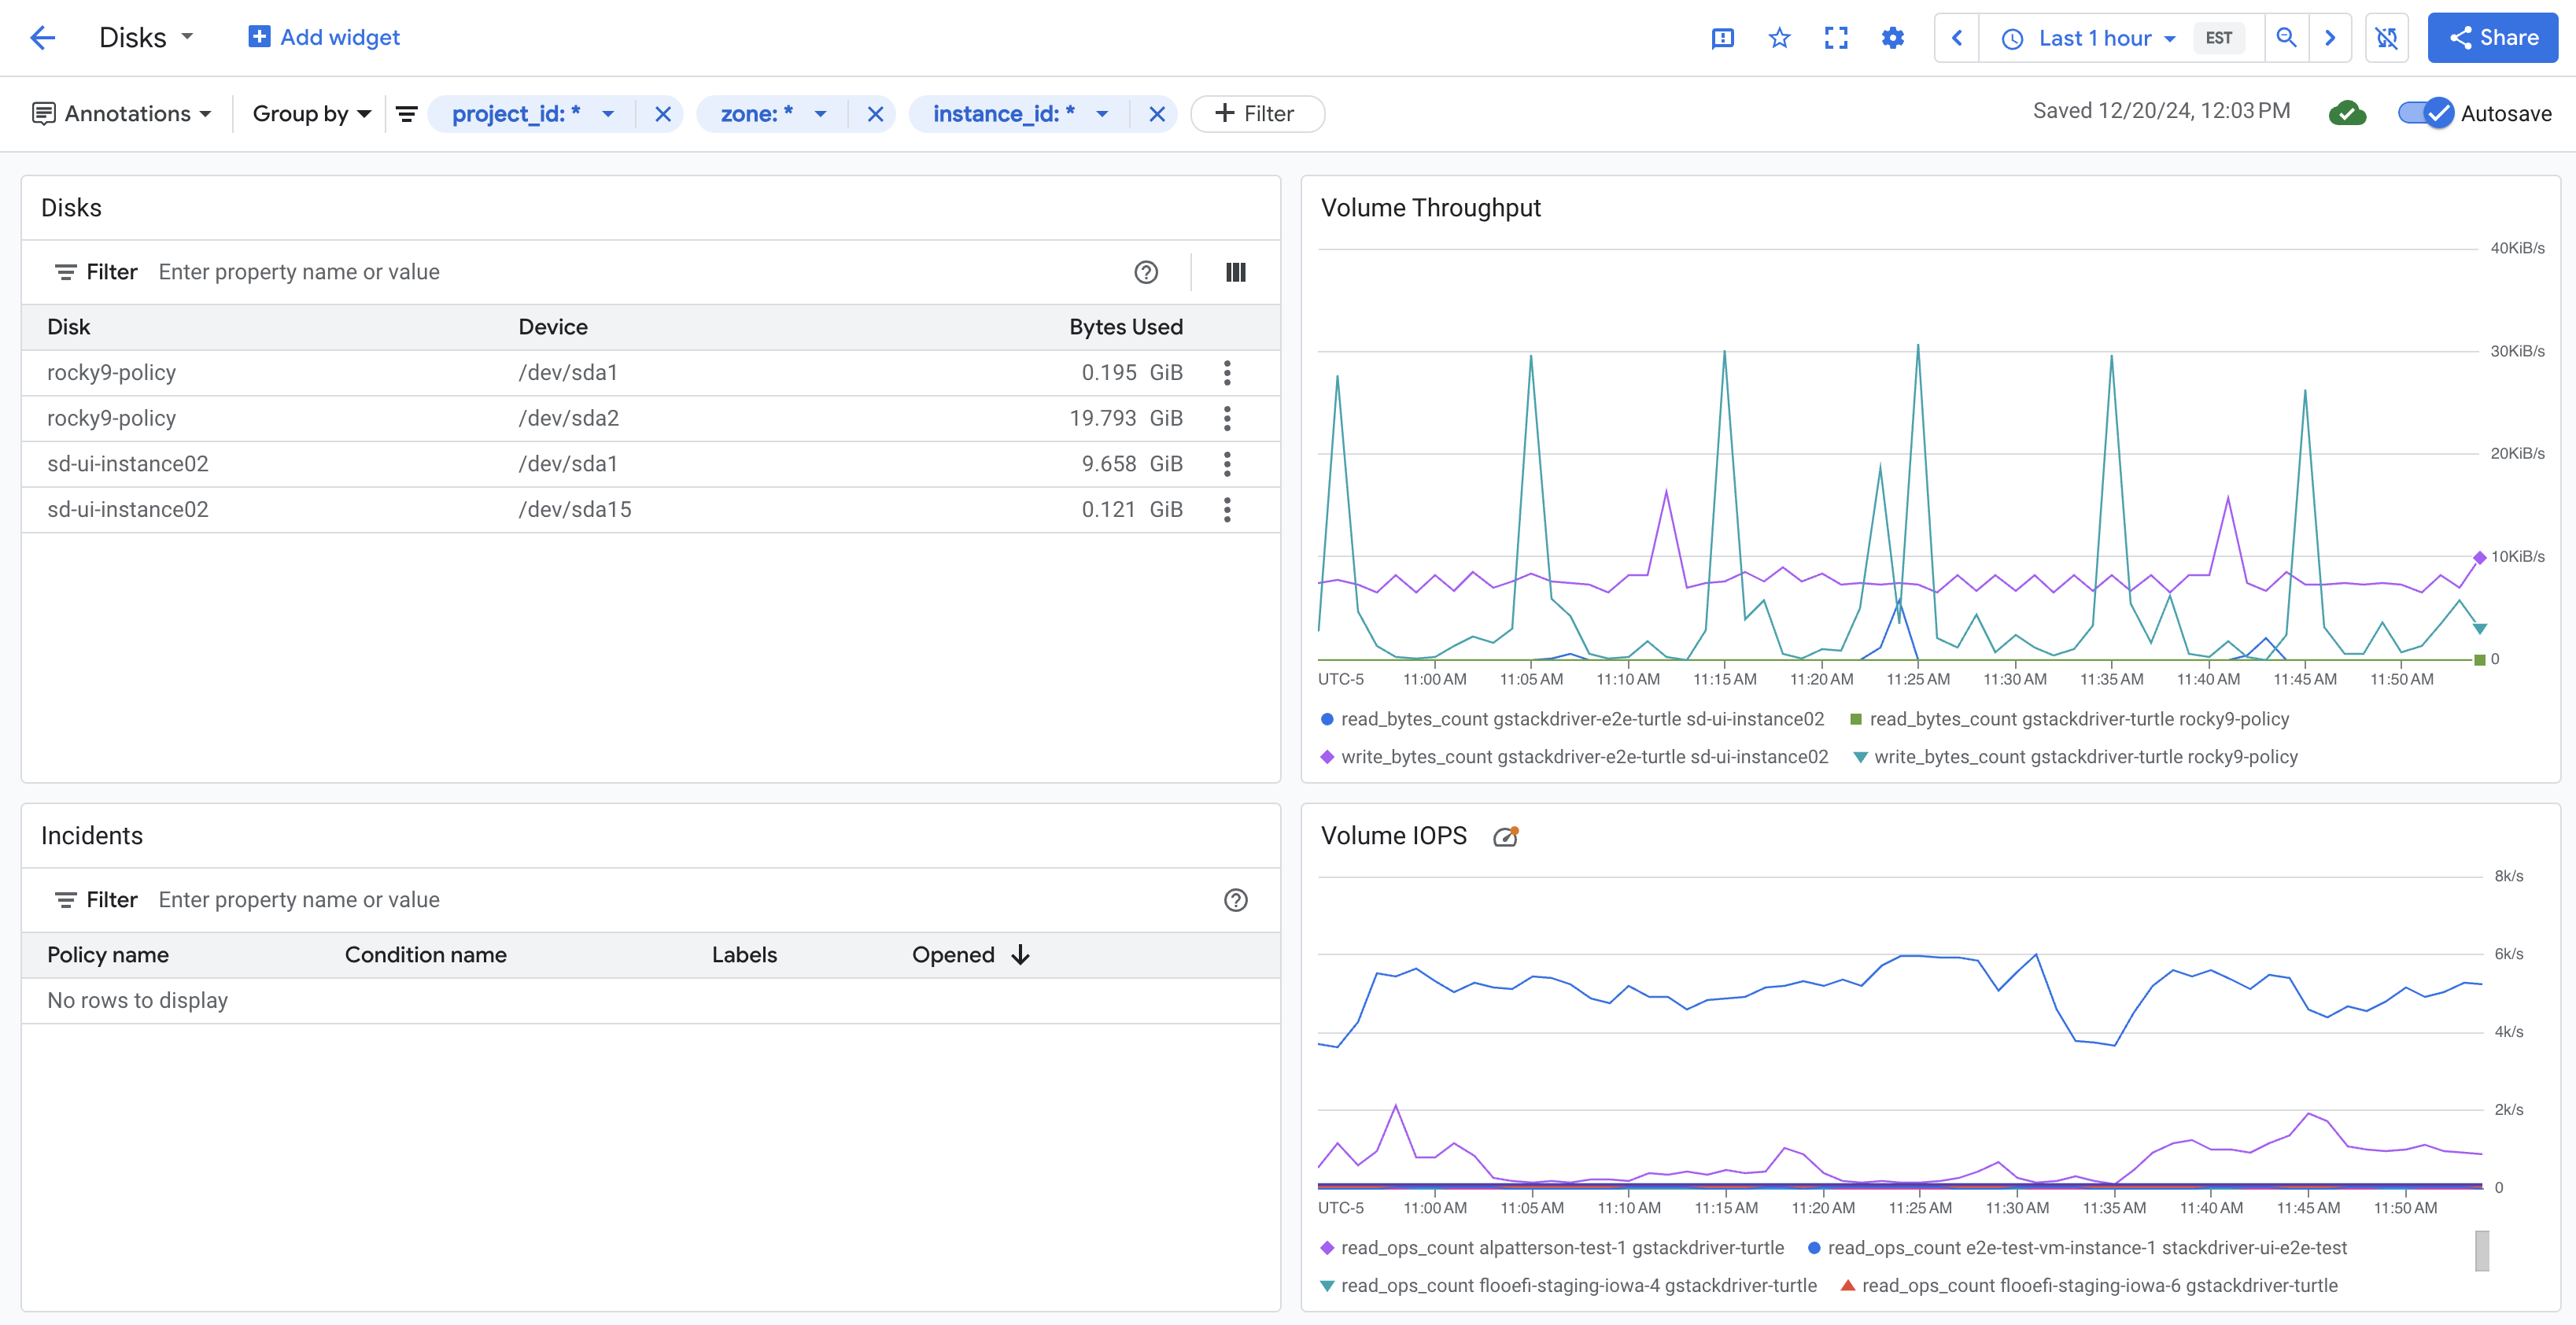 Disks
Add widget
Last 1 hour EST
Share
Annotations
Group by
project_id: *
zone: *
instance_id: *
Filter
Saved 12/20/24, 12:03 PM
Autosave
Disks
Filter Enter property name or value
Disk Device Bytes Used
rocky9-policy /dev/sda1 0.195 GiB
rocky9-policy /dev/sda2 19.793 GiB
sd-ui-instance02 /dev/sda1 9.658 GiB
sd-ui-instance02 /dev/sda15 0.121 GiB
Volume Throughput
40KiB/s
30KiB/s
20KiB/s
10KiB/s
0
UTC-5 11:00 AM 11:05 AM 11:10 AM 11:15 AM 11:20 AM 11:25 AM 11:30 AM 11:35 AM 11:40 AM 11:45 AM 11:50 AM
read_bytes_count gstackdriver-e2e-turtle sd-ui-instance02 read_bytes_count gstackdriver-turtle rocky9-policy
write_bytes_count gstackdriver-e2e-turtle sd-ui-instance02 write_bytes_count gstackdriver-turtle rocky9-policy
Incidents
Filter Enter property name or value
Policy name Condition name Labels Opened
No rows to display
Volume IOPS
8k/s
6k/s
4k/s
2k/s
0
UTC-5 11:00 AM 11:05 AM 11:10 AM 11:15 AM 11:20 AM 11:25 AM 11:30 AM 11:35 AM 11:40 AM 11:45 AM 11:50 AM
read_ops_count alpatterson-test-1 gstackdriver-turtle read_ops_count e2e-test-vm-instance-1 stackdriver-ui-e2e-test
read_ops_count flooefi-staging-iowa-4 gstackdriver-turtle read_ops_count flooefi-staging-iowa-6 gstackdriver-turtle